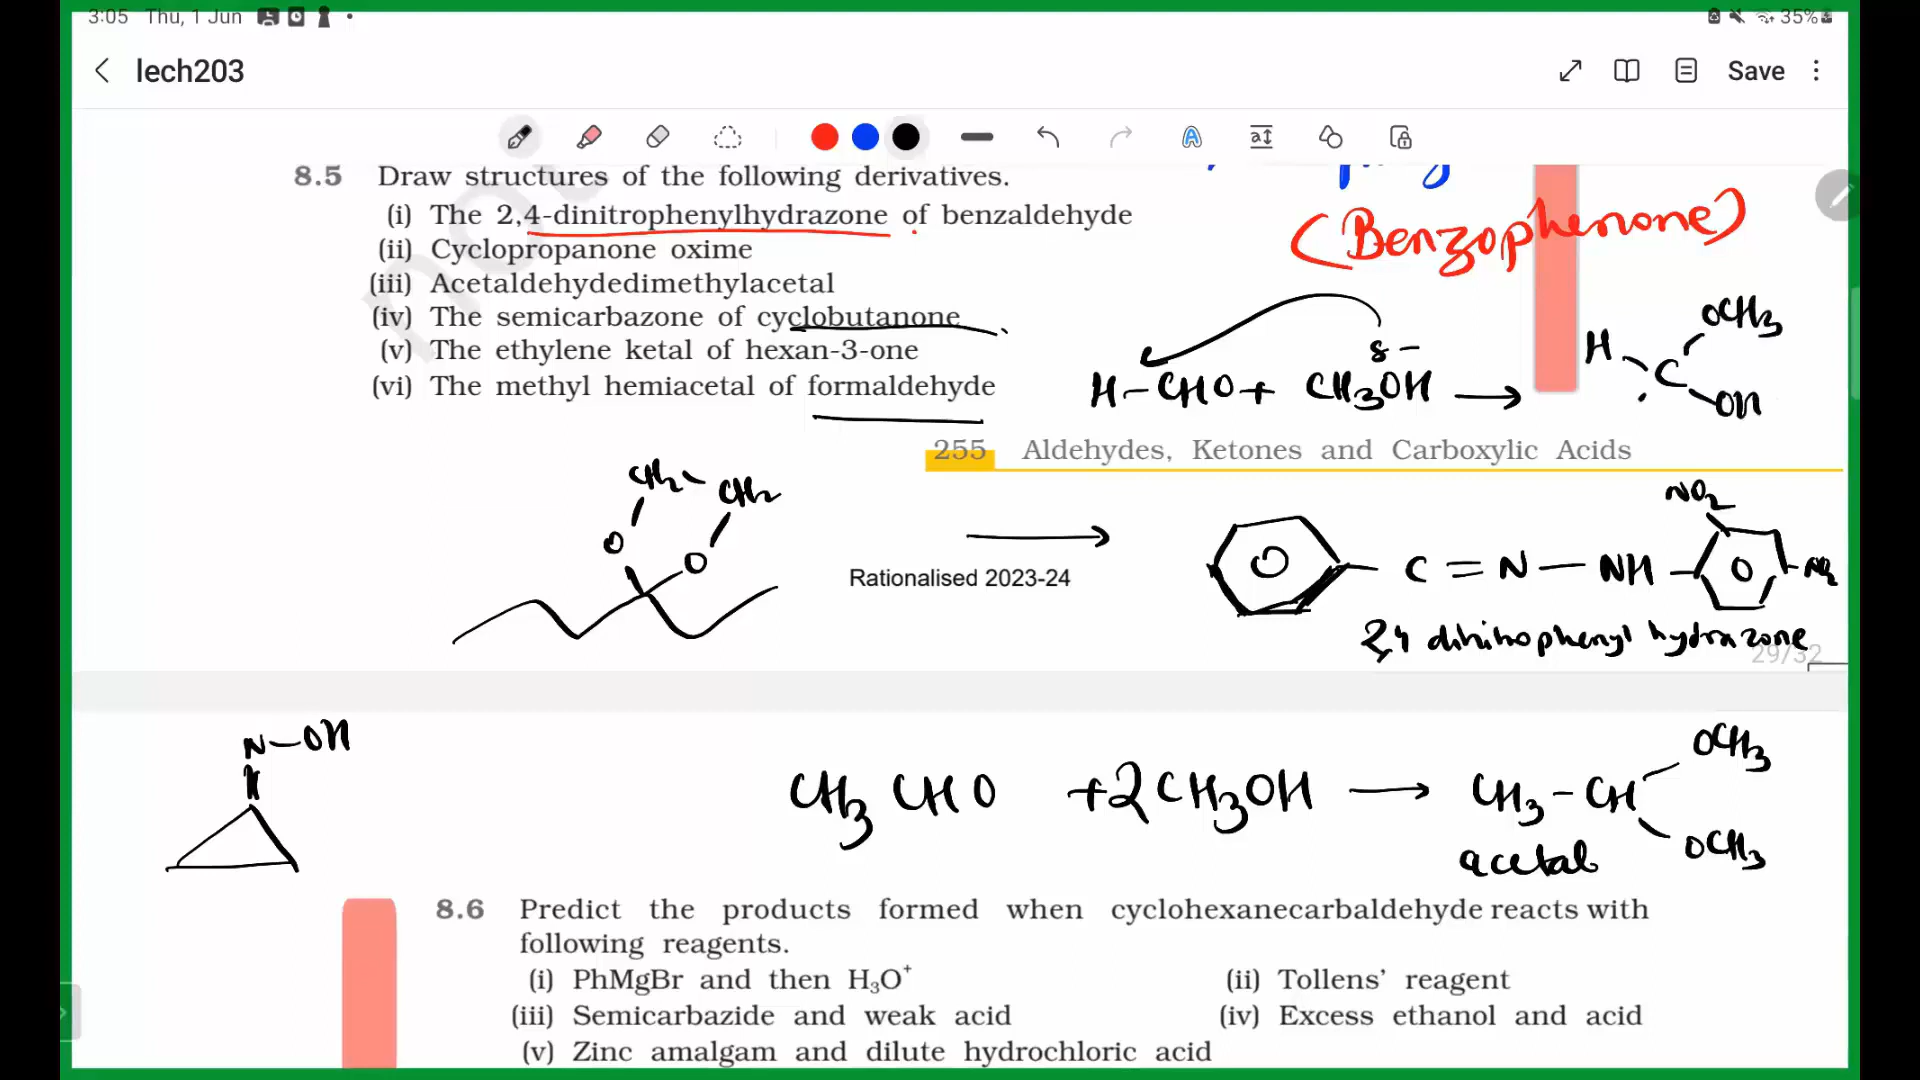 3:05 Thu, 1 Jun
35%
lech203
Save
8.5 Draw structures of the following derivatives.
(i) The 2,4-dinitrophenylhydrazone of benzaldehyde
(ii) Cyclopropanone oxime
(iii) Acetaldehydedimethylacetal
(iv) The semicarbazone of cyclobutanone
(v) The ethylene ketal of hexan-3-one
(vi) The methyl hemiacetal of formaldehyde
(Benzophenone)
δ-
H-CHO + CH3OH → H C OCH3 OH
255 Aldehydes, Ketones and Carboxylic Acids
CH2 CH2
O O
Rationalised 2023-24
NO2
C = N — NH NO2
2,4 dinitrophenyl hydrazone
29/32
N-OH
CH3 CHO + 2CH3OH → CH3-CH OCH3
OCH3
acetal
8.6 Predict the products formed when cyclohexanecarbaldehyde reacts with
following reagents.
(i) PhMgBr and then H₃O⁺ (ii) Tollens' reagent
(iii) Semicarbazide and weak acid (iv) Excess ethanol and acid
(v) Zinc amalgam and dilute hydrochloric acid